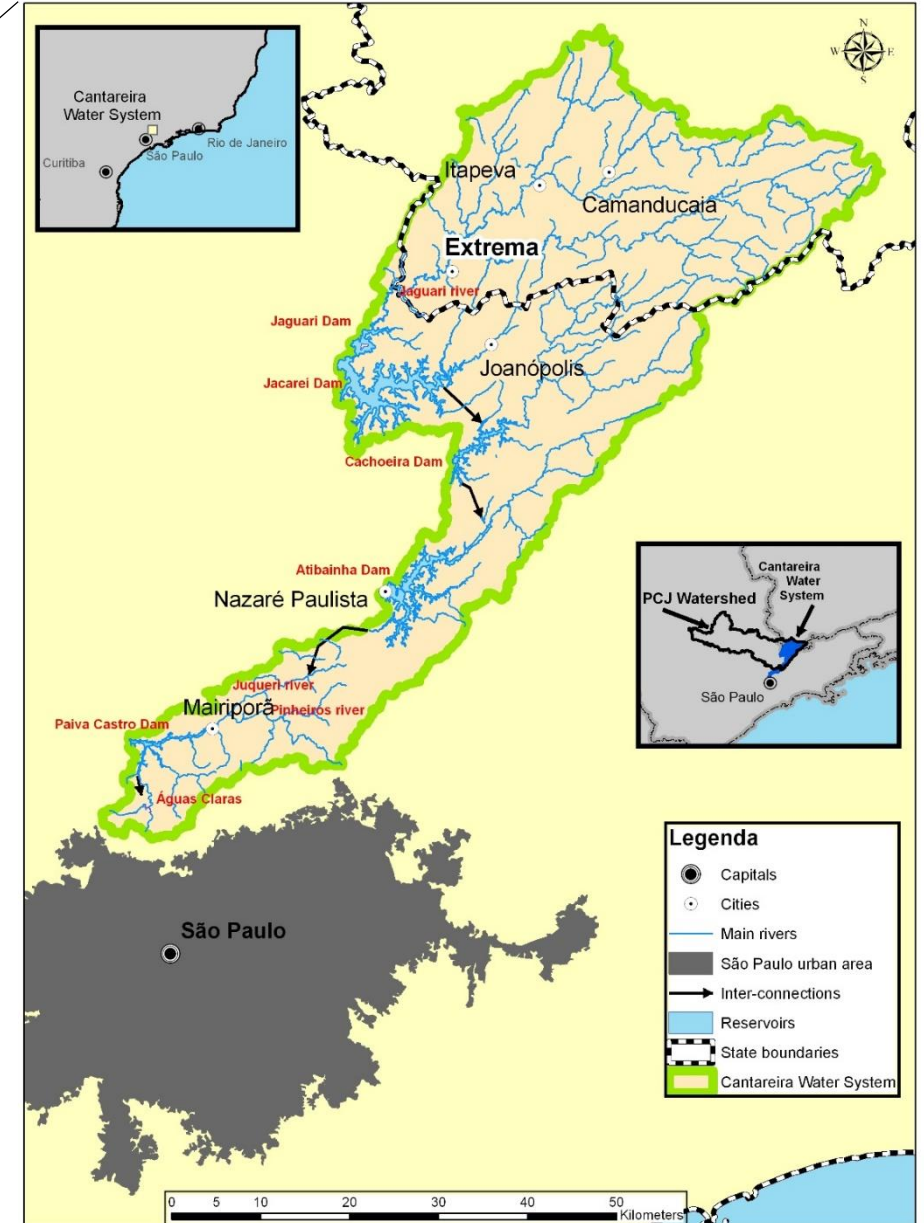 N
W
E
S
Cantareira
Water System
Rio de Janeiro
São Paulo
Curitiba
Itapeva
Camanducaia
Extrema
Jaguari river
Jaguari Dam
Joanópolis
Jacarei Dam
Cachoeira Dam
Atibainha Dam
Nazaré Paulista
Cantareira
Water
System
PCJ Watershed
São Paulo
Juqueri river
Mairiporã
Pinheiros river
Paiva Castro Dam
Águas Claras
São Paulo
Legenda
Capitals
Cities
Main rivers
São Paulo urban area
Inter-connections
Reservoirs
State boundaries
Cantareira Water System
0 5 10 20 30 40 50
Kilometers